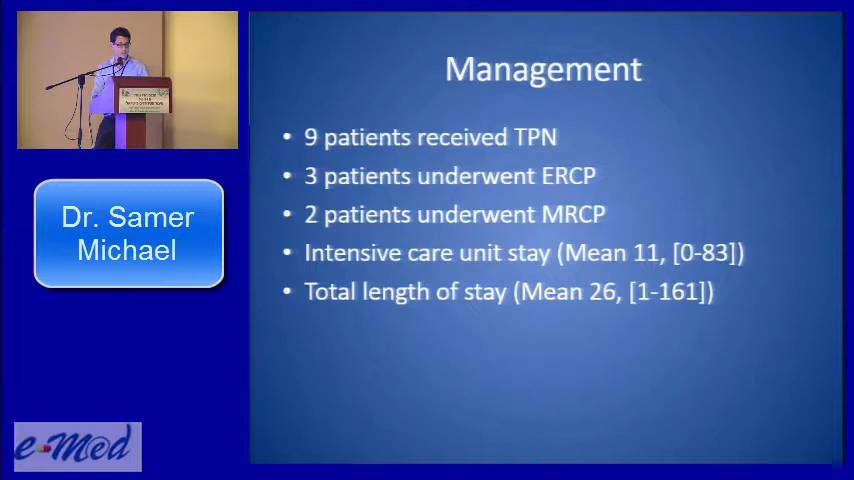 Management
• 9 patients received TPN
• 3 patients underwent ERCP
• 2 patients underwent MRCP
• Intensive care unit stay (Mean 11, [0-83])
• Total length of stay (Mean 26, [1-161])
Dr. Samer
Michael
e-Med